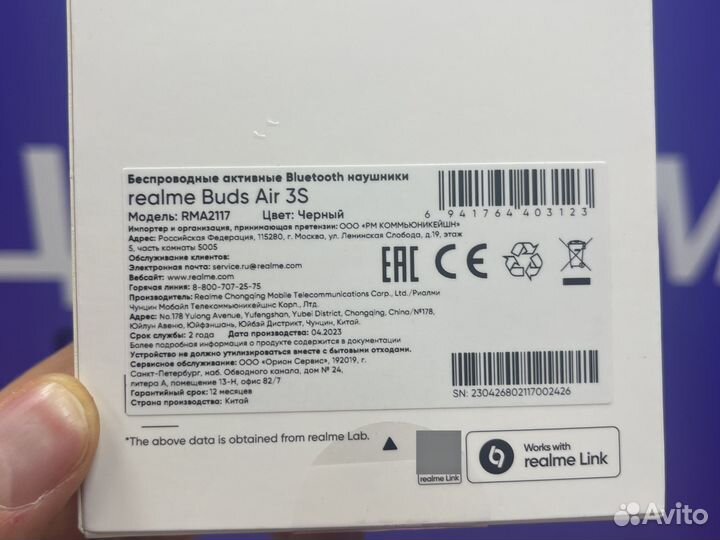 Беспроводные активные Bluetooth наушники
realme Buds Air 3S
Модель: RMA2117 Цвет: Черный
Импортер и организация, принимающая претензии: ООО «РМ КОММЬЮНИКЕЙШН»
Адрес: Российская Федерация, 115280, г. Москва, ул. Ленинская Слобода, д.19, этаж
5, часть комнаты 5005
Обслуживание клиентов:
Электронная почта: service.ru@realme.com
Вебсайт: www.realme.com
Горячая линия: 8-800-707-25-75
Производитель: Realme Chongqing Mobile Telecommunications Corp., Ltd./Риалми
Чунцин Мобайл Телекоммьюникейшнс Корп., Лтд.
Адрес: No.178 Yulong Avenue, Yufengshan, Yubei District, Chongqing, China/№178,
Юйлун Авеню, Юйфэншань, Юйбэй Дистрикт, Чунцин, Китай.
Срок службы: 2 года Дата производства: 04.2023
Более подробная информация о продукте содержится в документации
Устройство не должно утилизироваться вместе с бытовыми отходами.
Сервисное обслуживание: ООО «Орион Сервис», 192019, г.
Санкт-Петербург, наб. Обводного канала, дом № 24,
литера А, помещение 13-Н, офис 82/7
Гарантийный срок: 12 месяцев
Страна производства: Китай
6 941764 403123
EAC CE
SN: 230426802117002426
*The above data is obtained from realme Lab.
realme Link
Works with
realme Link
Avito